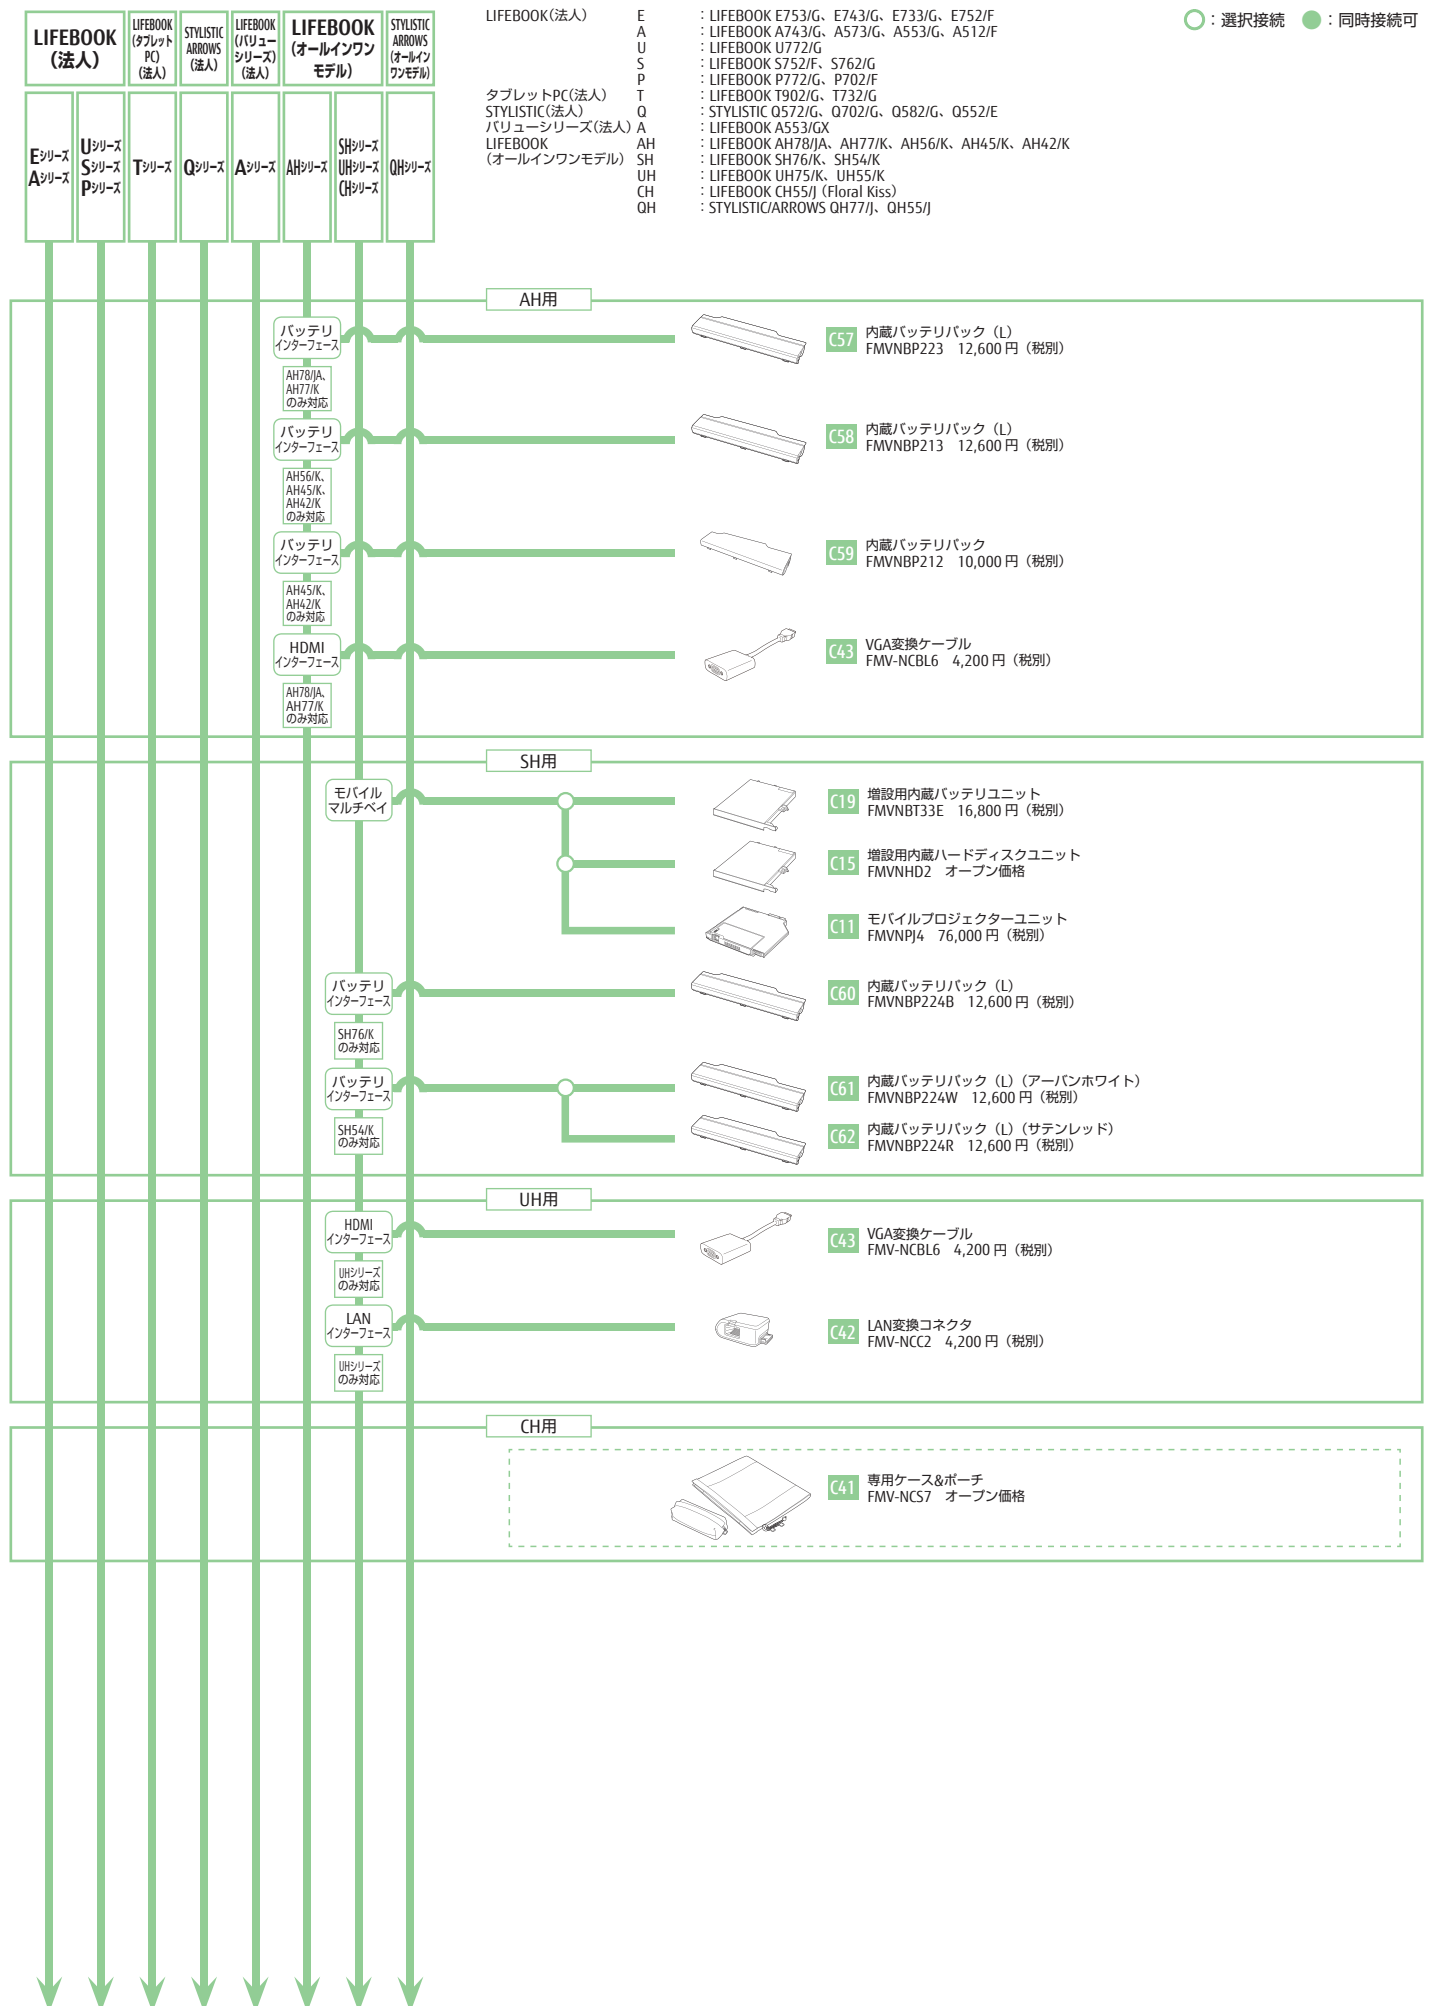 LIFEBOOK
(法人)
LIFEBOOK
(タブレット
PC)
(法人)
STYLISTIC
ARROWS
(法人)
LIFEBOOK
(バリュー
シリーズ)
(法人)
LIFEBOOK
(オールインワン
モデル)
STYLISTIC
ARROWS
(オールイン
ワンモデル)
Eシリーズ
Aシリーズ
Uシリーズ
Sシリーズ
Pシリーズ
Tシリーズ
Qシリーズ
Aシリーズ
AHシリーズ
SHシリーズ
UHシリーズ
CHシリーズ
QHシリーズ
LIFEBOOK(法人) E : LIFEBOOK E753/G、E743/G、E733/G、E752/F
A : LIFEBOOK A743/G、A573/G、A553/G、A512/F
U : LIFEBOOK U772/G
S : LIFEBOOK S752/F、S762/G
P : LIFEBOOK P772/G、P702/F
タブレットPC(法人) T : LIFEBOOK T902/G、T732/G
STYLISTIC(法人) Q : STYLISTIC Q572/G、Q702/G、Q582/G、Q552/E
バリューシリーズ(法人) A : LIFEBOOK A553/GX
LIFEBOOK AH : LIFEBOOK AH78/JA、AH77/K、AH56/K、AH45/K、AH42/K
(オールインワンモデル) SH : LIFEBOOK SH76/K、SH54/K
UH : LIFEBOOK UH75/K、UH55/K
CH : LIFEBOOK CH55/J (Floral Kiss)
QH : STYLISTIC/ARROWS QH77/J、QH55/J
:選択接続 :同時接続可
AH用
バッテリ
インターフェース
AH78/JA、
AH77/K
のみ対応
C57 内蔵バッテリパック (L)
FMVNBP223 12,600円 (税別)
バッテリ
インターフェース
AH56/K、
AH45/K、
AH42/K
のみ対応
C58 内蔵バッテリパック (L)
FMVNBP213 12,600円 (税別)
バッテリ
インターフェース
AH45/K、
AH42/K
のみ対応
C59 内蔵バッテリパック
FMVNBP212 10,000円 (税別)
HDMI
インターフェース
AH78/JA、
AH77/K
のみ対応
C43 VGA変換ケーブル
FMV-NCBL6 4,200円 (税別)
SH用
モバイル
マルチベイ
C19 増設用内蔵バッテリユニット
FMVNBT33E 16,800円 (税別)
C15 増設用内蔵ハードディスクユニット
FMVNHD2 オープン価格
C11 モバイルプロジェクターユニット
FMVNPJ4 76,000円 (税別)
バッテリ
インターフェース
SH76/K
のみ対応
C60 内蔵バッテリパック (L)
FMVNBP224B 12,600円 (税別)
バッテリ
インターフェース
SH54/K
のみ対応
C61 内蔵バッテリパック (L) (アーバンホワイト)
FMVNBP224W 12,600円 (税別)
C62 内蔵バッテリパック (L) (サテンレッド)
FMVNBP224R 12,600円 (税別)
UH用
HDMI
インターフェース
UHシリーズ
のみ対応
C43 VGA変換ケーブル
FMV-NCBL6 4,200円 (税別)
LAN
インターフェース
UHシリーズ
のみ対応
C42 LAN変換コネクタ
FMV-NCC2 4,200円 (税別)
CH用
C41 専用ケース&ポーチ
FMV-NCS7 オープン価格